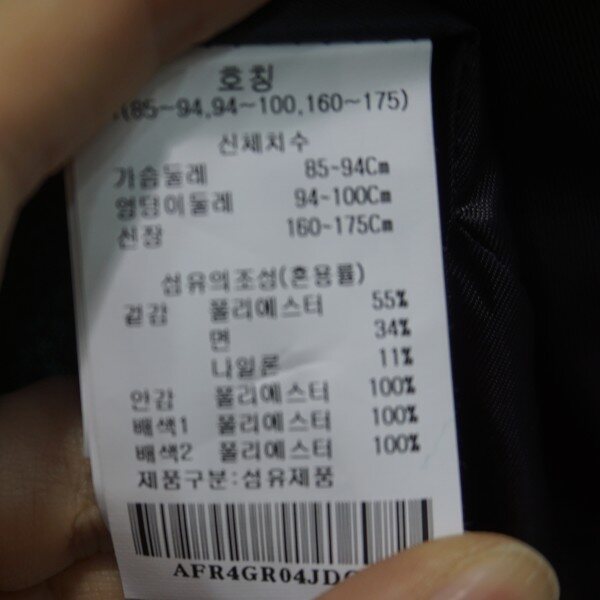 호칭
(85~94,94~100,160~175)
신체치수
가슴둘레 85-94Cm
엉덩이둘레 94-100Cm
신장 160-175Cm
섬유의조성(혼용률)
겉감 폴리에스터 55%
면 34%
나일론 11%
안감 폴리에스터 100%
배색1 폴리에스터 100%
배색2 폴리에스터 100%
제품구분:섬유제품